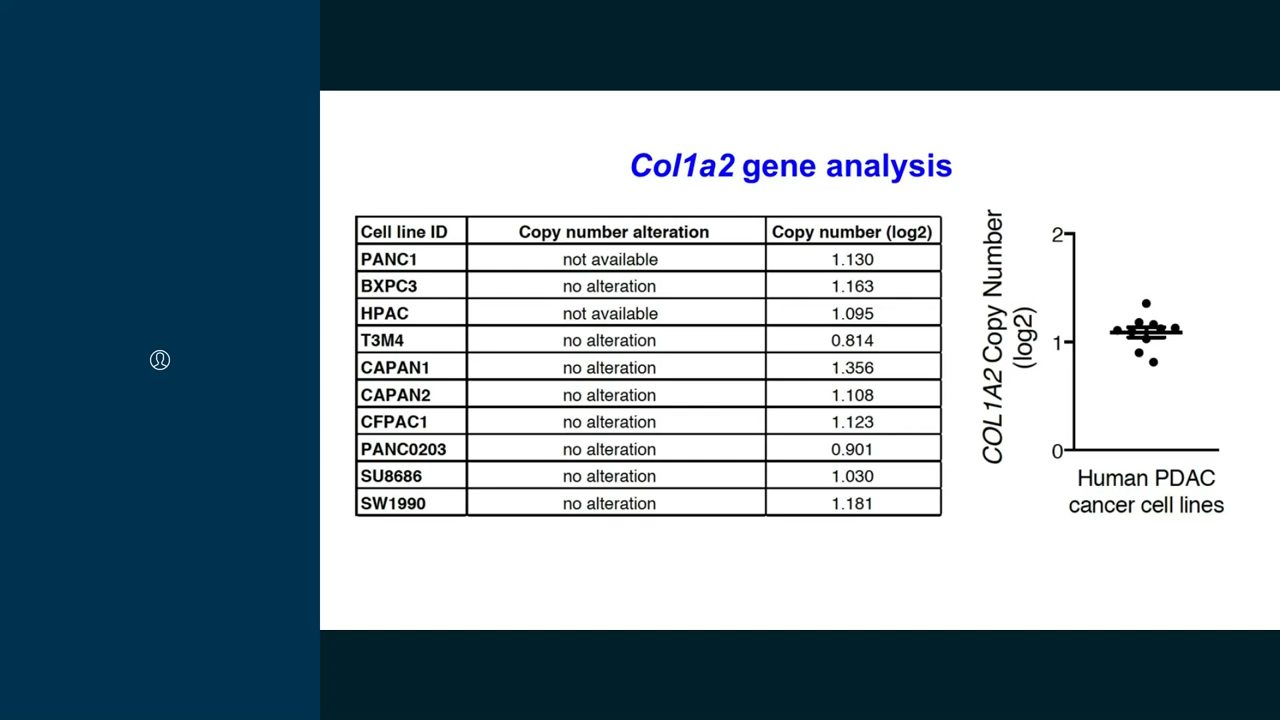 Col1a2 gene analysis
Cell line ID Copy number alteration Copy number (log2)
PANC1 not available 1.130
BXPC3 no alteration 1.163
HPAC not available 1.095
T3M4 no alteration 0.814
CAPAN1 no alteration 1.356
CAPAN2 no alteration 1.108
CFPAC1 no alteration 1.123
PANC0203 no alteration 0.901
SU8686 no alteration 1.030
SW1990 no alteration 1.181
COL1A2 Copy Number
(log2)
2
1
0
Human PDAC
cancer cell lines